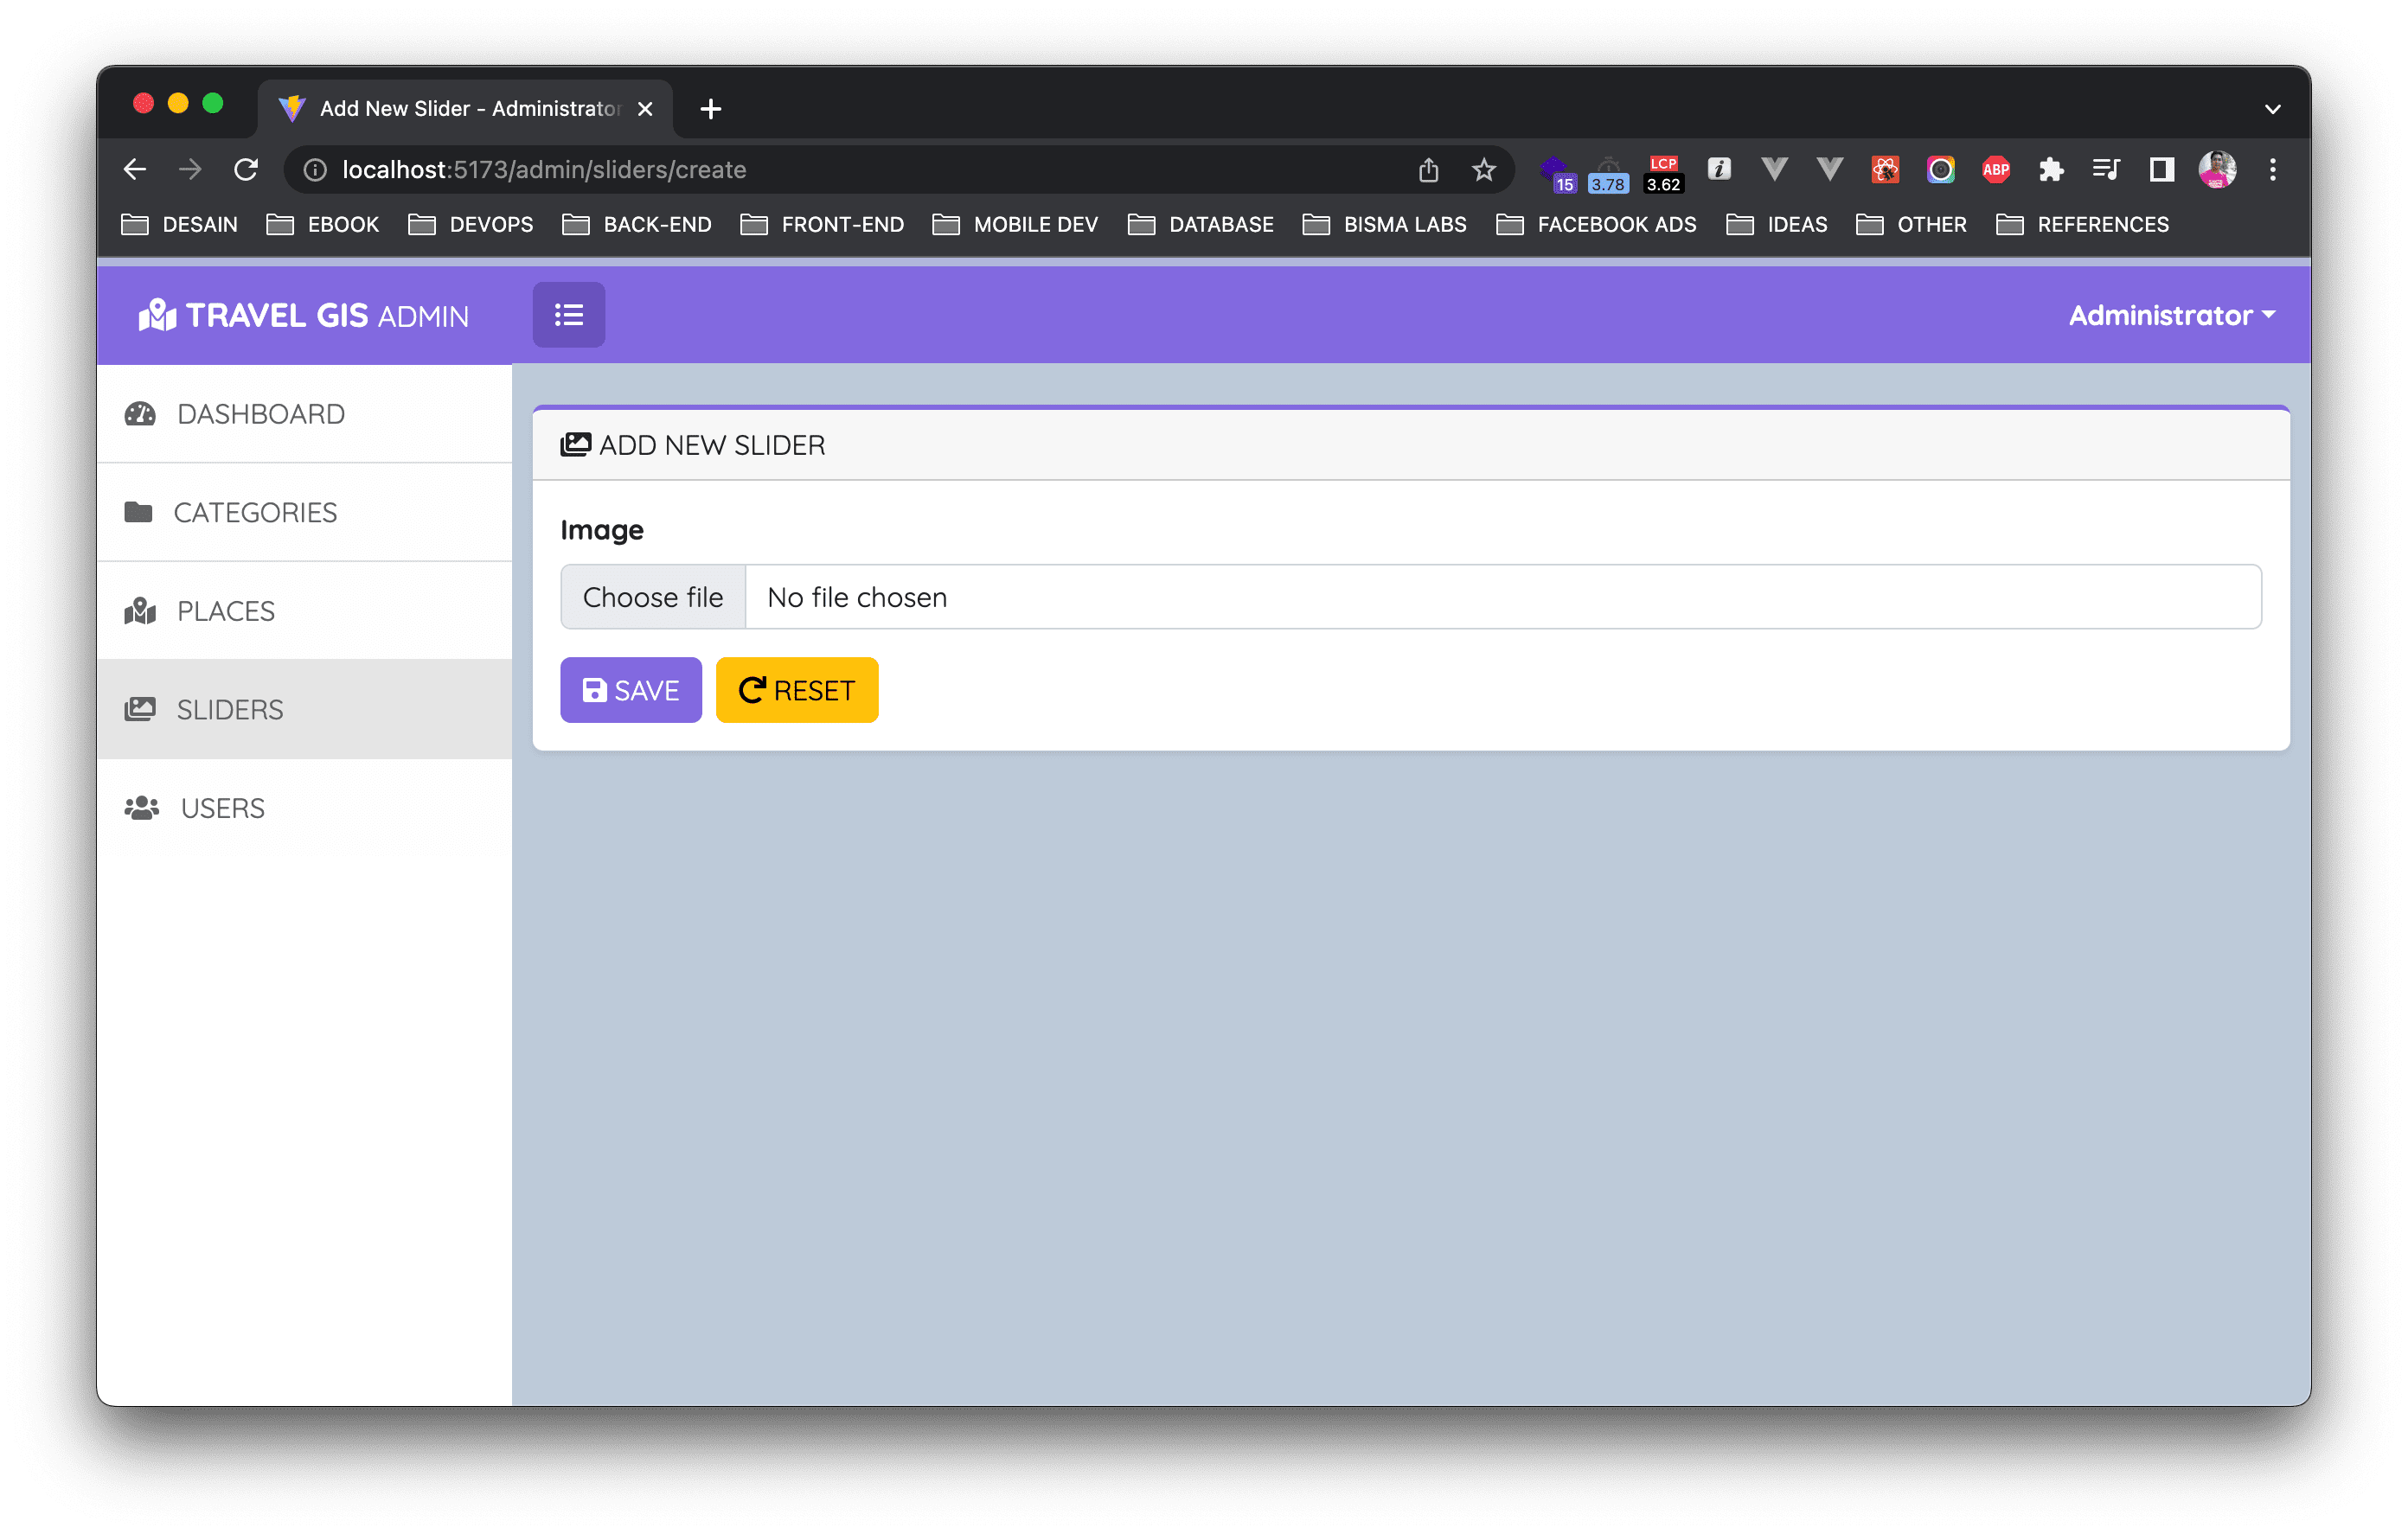 Add New Slider - Administrator
localhost:5173/admin/sliders/create
15
3.78
LCP
3.62
ABP
DESAIN EBOOK DEVOPS BACK-END FRONT-END MOBILE DEV DATABASE BISMA LABS FACEBOOK ADS IDEAS OTHER REFERENCES
TRAVEL GIS ADMIN
Administrator
DASHBOARD
CATEGORIES
PLACES
SLIDERS
USERS
ADD NEW SLIDER
Image
Choose file No file chosen
SAVE RESET